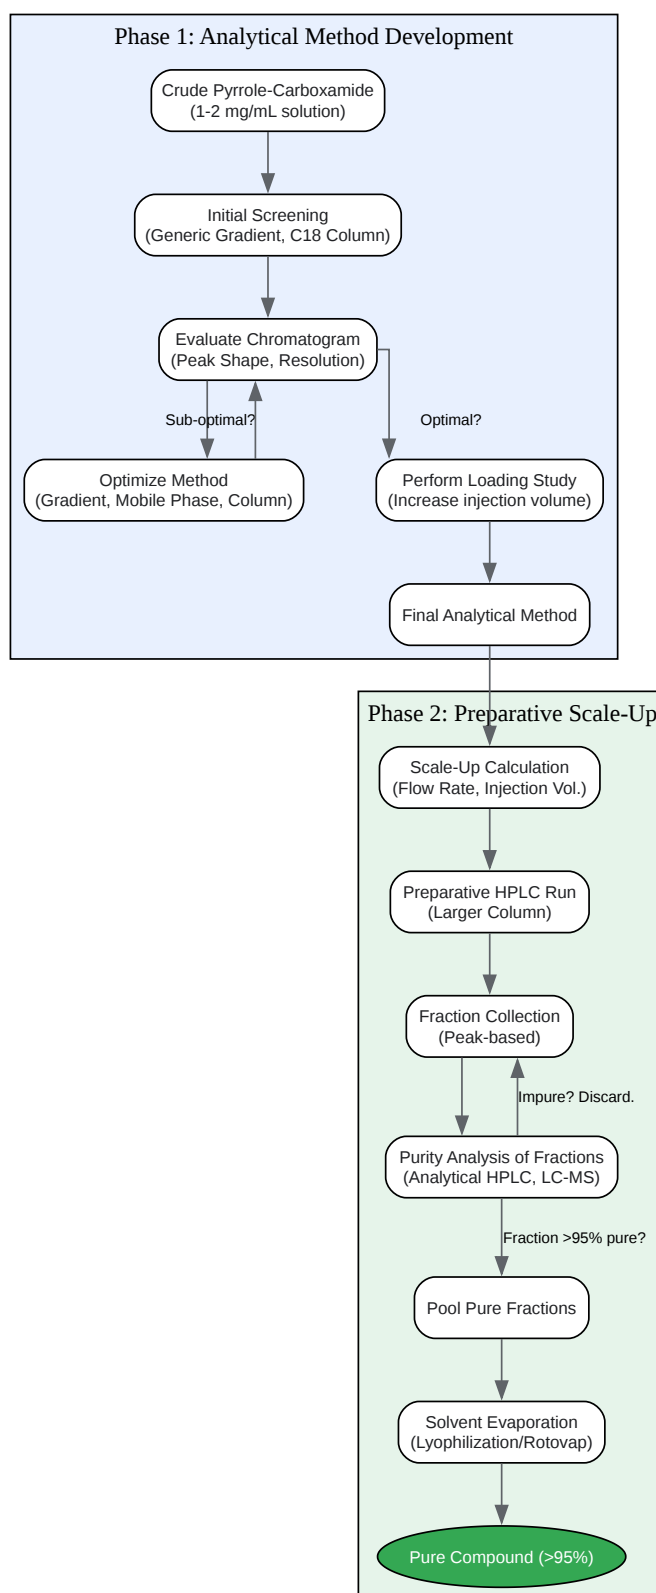 Phase 1: Analytical Method Development
Crude Pyrrole-Carboxamide
(1-2 mg/mL solution)
Initial Screening
(Generic Gradient, C18 Column)
Evaluate Chromatogram
(Peak Shape, Resolution)
Sub-optimal?
Optimal?
Optimize Method
(Gradient, Mobile Phase, Column)
Perform Loading Study
(Increase injection volume)
Final Analytical Method
Phase 2: Preparative Scale-Up
Scale-Up Calculation
(Flow Rate, Injection Vol.)
Preparative HPLC Run
(Larger Column)
Fraction Collection
(Peak-based)
Impure? Discard.
Purity Analysis of Fractions
(Analytical HPLC, LC-MS)
Fraction >95% pure?
Pool Pure Fractions
Solvent Evaporation
(Lyophilization/Rotovap)
Pure Compound (>95%)